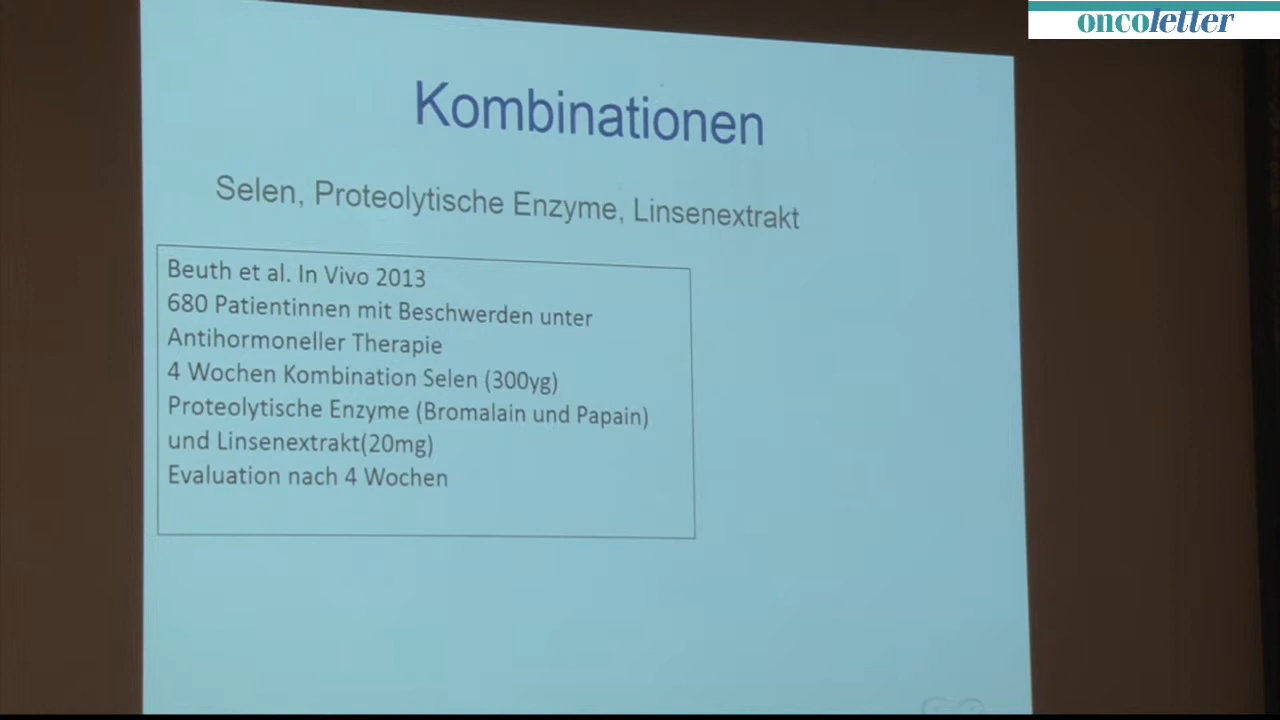 oncoletter
Kombinationen
Selen, Proteolytische Enzyme, Linsenextrakt
Beuth et al. In Vivo 2013
680 Patientinnen mit Beschwerden unter
Antihormoneller Therapie
4 Wochen Kombination Selen (300yg)
Proteolytische Enzyme (Bromalain und Papain)
und Linsenextrakt(20mg)
Evaluation nach 4 Wochen